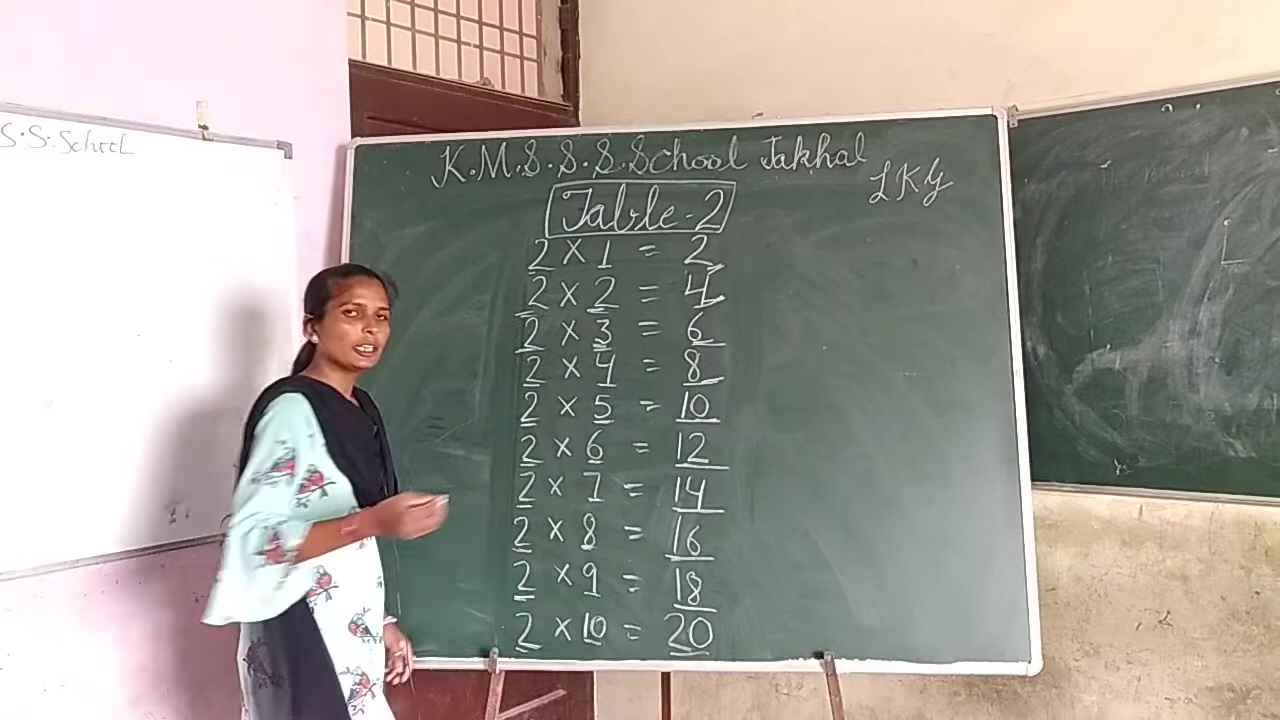 S.S. School
K.M.S.S.S. School Jakhal
LKG
Table-2
2 × 1 = 2
2 × 2 = 4
2 × 3 = 6
2 × 4 = 8
2 × 5 = 10
2 × 6 = 12
2 × 7 = 14
2 × 8 = 16
2 × 9 = 18
2 × 10 = 20